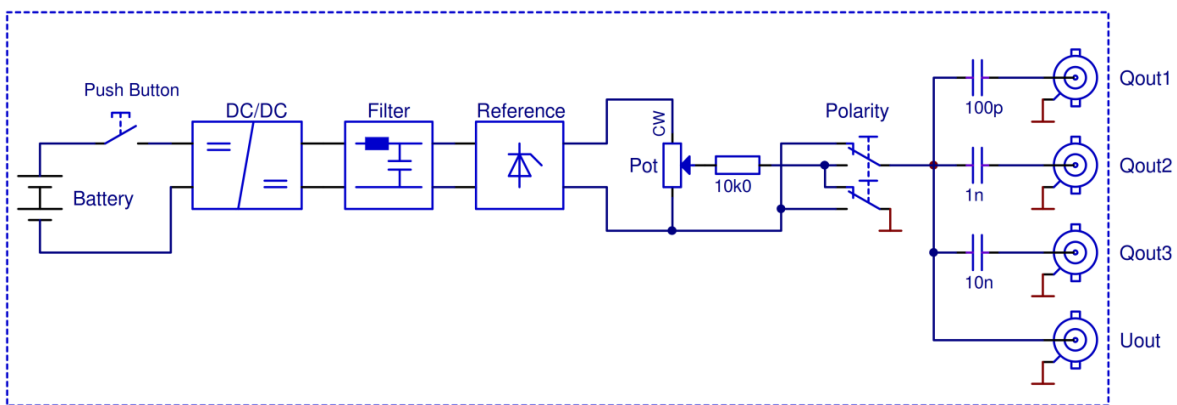 Push Button
Battery
DC/DC
Filter
Reference
CW
Pot
10k0
Polarity
100p
Qout1
1n
Qout2
10n
Qout3
Uout